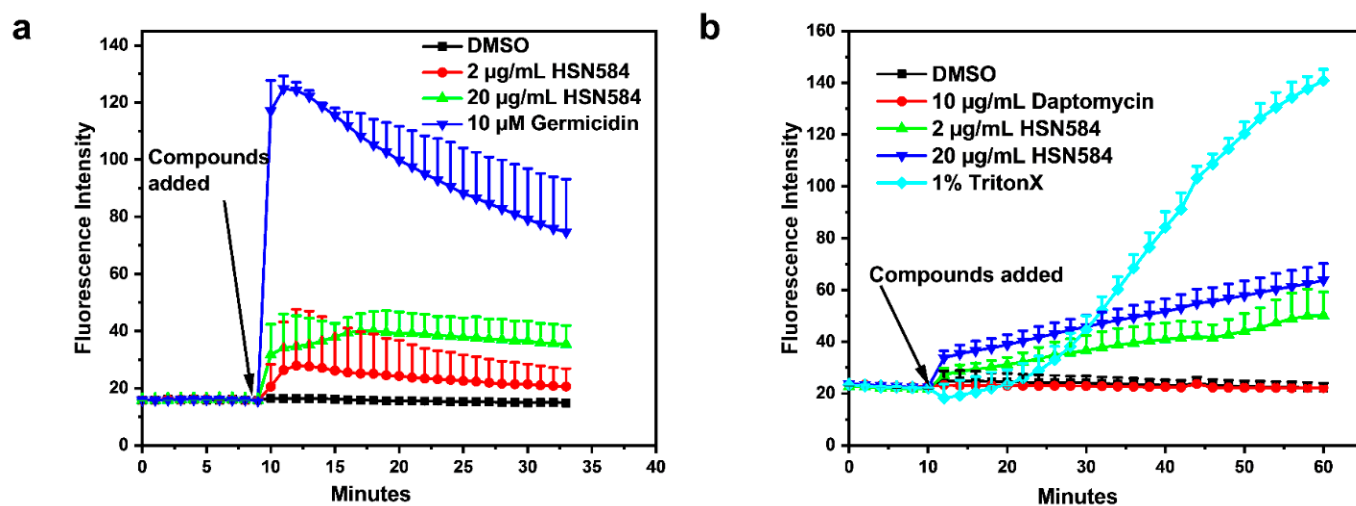 a
140
120
100
80
60
40
20
0
Fluorescence Intensity
DMSO
2 µg/mL HSN584
20 µg/mL HSN584
10 µM Germicidin
Compounds
added
0 5 10 15 20 25 30 35 40
Minutes
b
160
140
120
100
80
60
40
20
0
Fluorescence Intensity
DMSO
10 µg/mL Daptomycin
2 µg/mL HSN584
20 µg/mL HSN584
1% TritonX
Compounds added
0 10 20 30 40 50 60
Minutes